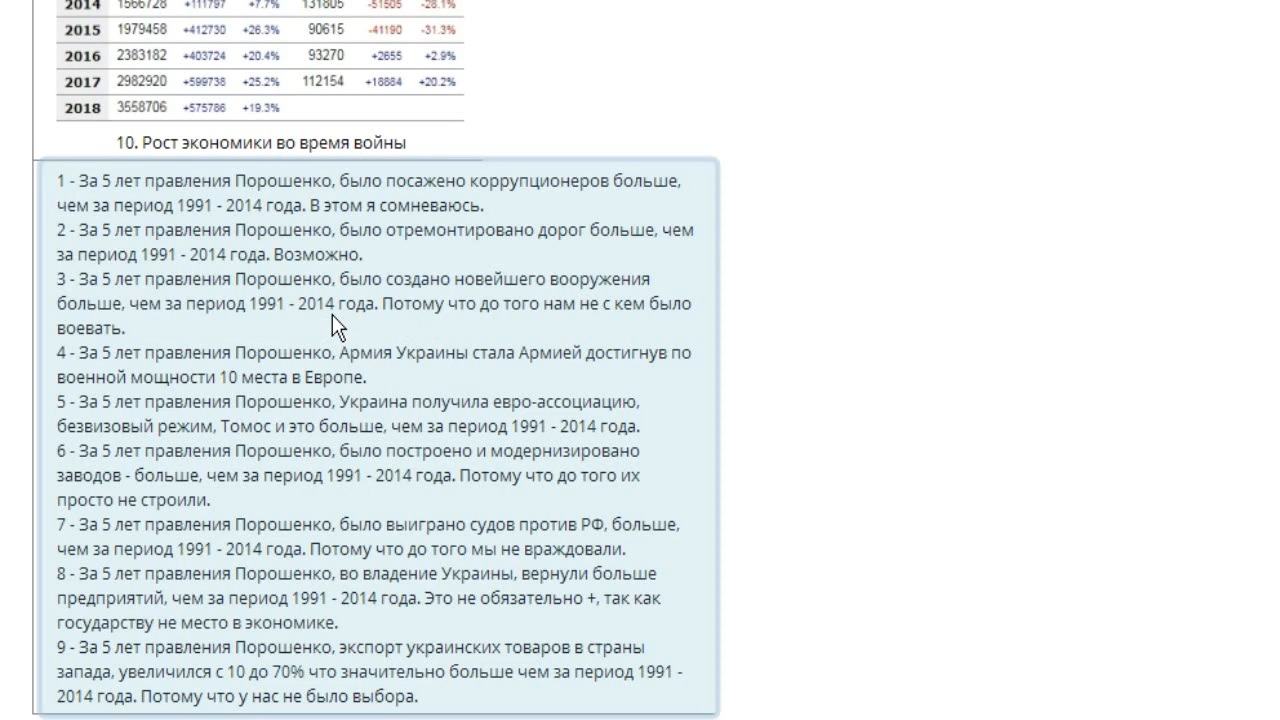 2014 1566728 +111797 +7.7% 131805 -51505 -28.1%
2015 1979458 +412730 +26.3% 90615 -41190 -31.3%
2016 2383182 +403724 +20.4% 93270 +2655 +2.9%
2017 2982920 +599738 +25.2% 112154 +18884 +20.2%
2018 3558706 +575786 +19.3%
10. Рост экономики во время войны
1 - За 5 лет правления Порошенко, было посажено коррупционеров больше,
чем за период 1991 - 2014 года. В этом я сомневаюсь.
2 - За 5 лет правления Порошенко, было отремонтировано дорог больше, чем
за период 1991 - 2014 года. Возможно.
3 - За 5 лет правления Порошенко, было создано новейшего вооружения
больше, чем за период 1991 - 2014 года. Потому что до того нам не с кем было
воевать.
4 - За 5 лет правления Порошенко, Армия Украины стала Армией достигнув по
военной мощности 10 места в Европе.
5 - За 5 лет правления Порошенко, Украина получила евро-ассоциацию,
безвизовый режим, Томос и это больше, чем за период 1991 - 2014 года.
6 - За 5 лет правления Порошенко, было построено и модернизировано
заводов - больше, чем за период 1991 - 2014 года. Потому что до того их
просто не строили.
7 - За 5 лет правления Порошенко, было выиграно судов против РФ, больше,
чем за период 1991 - 2014 года. Потому что до того мы не враждовали.
8 - За 5 лет правления Порошенко, во владение Украины, вернули больше
предприятий, чем за период 1991 - 2014 года. Это не обязательно +, так как
государству не место в экономике.
9 - За 5 лет правления Порошенко, экспорт украинских товаров в страны
запада, увеличился с 10 до 70% что значительно больше чем за период 1991 -
2014 года. Потому что у нас не было выбора.